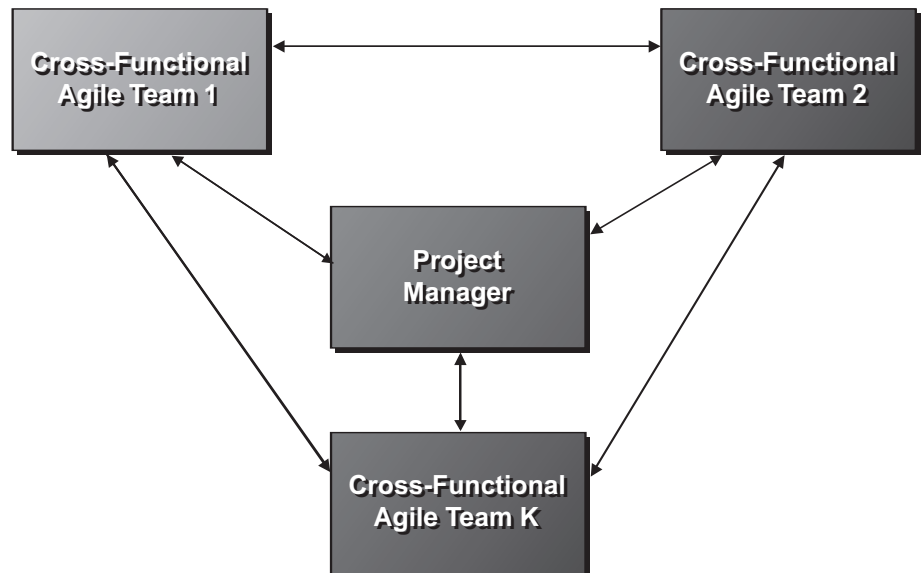 Cross-Functional
Agile Team 1
Cross-Functional
Agile Team 2
Project
Manager
Cross-Functional
Agile Team K